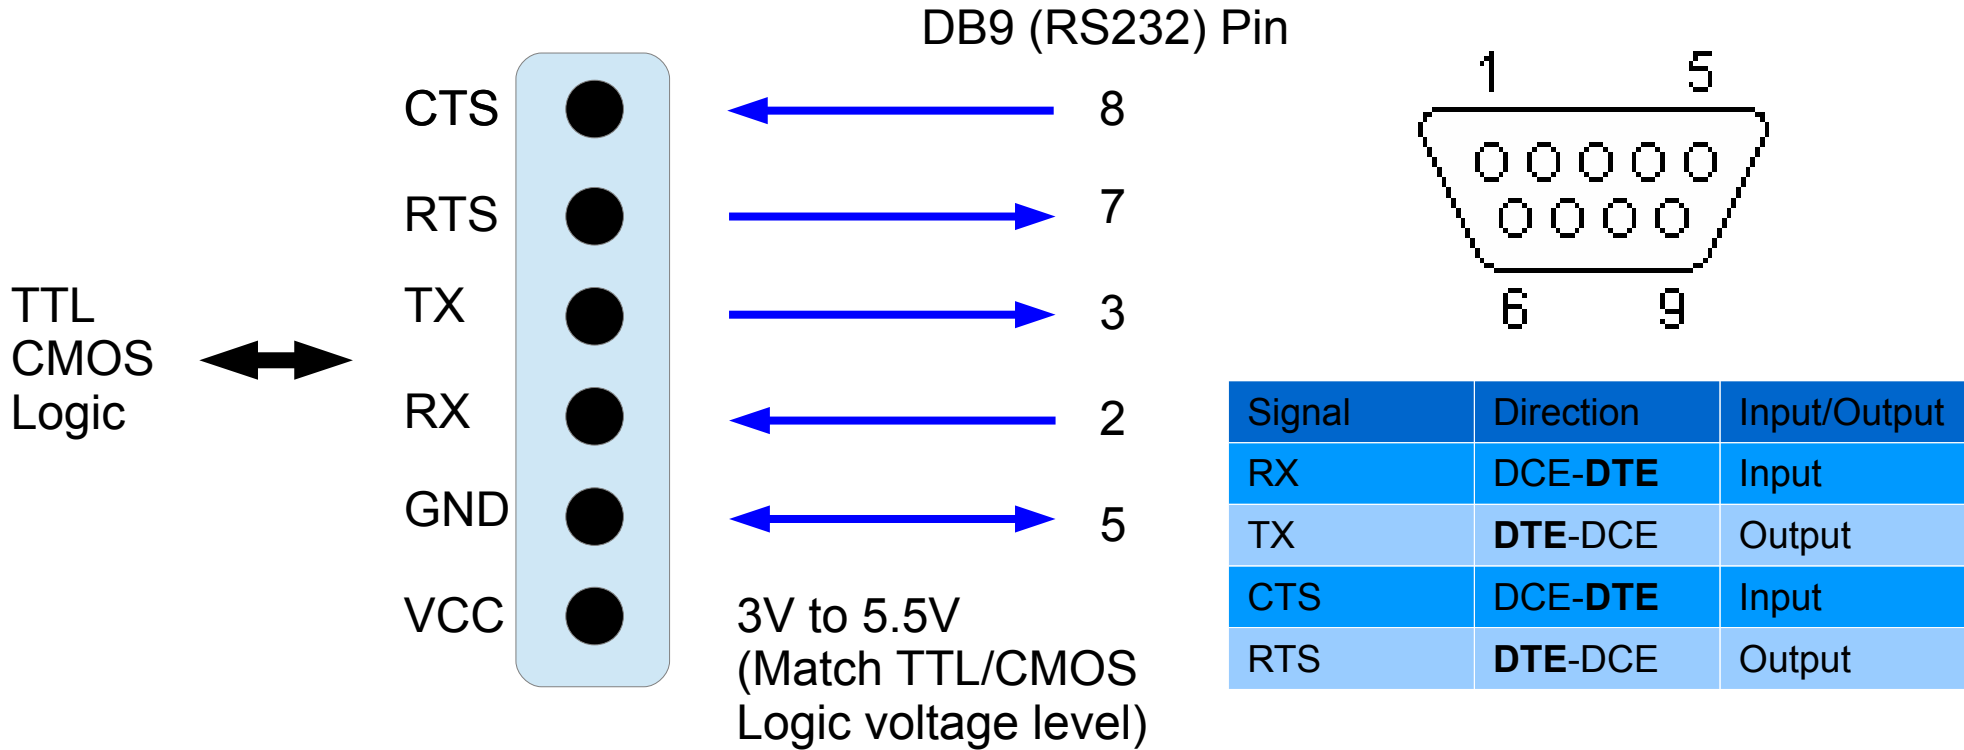 DB9 (RS232) Pin
1 5
CTS 8
RTS 7
TX 3
RX 2
GND 5
VCC
TTL
CMOS
Logic
3V to 5.5V
(Match TTL/CMOS
Logic voltage level)
6 9
Signal Direction Input/Output
RX DCE-DTE Input
TX DTE-DCE Output
CTS DCE-DTE Input
RTS DTE-DCE Output